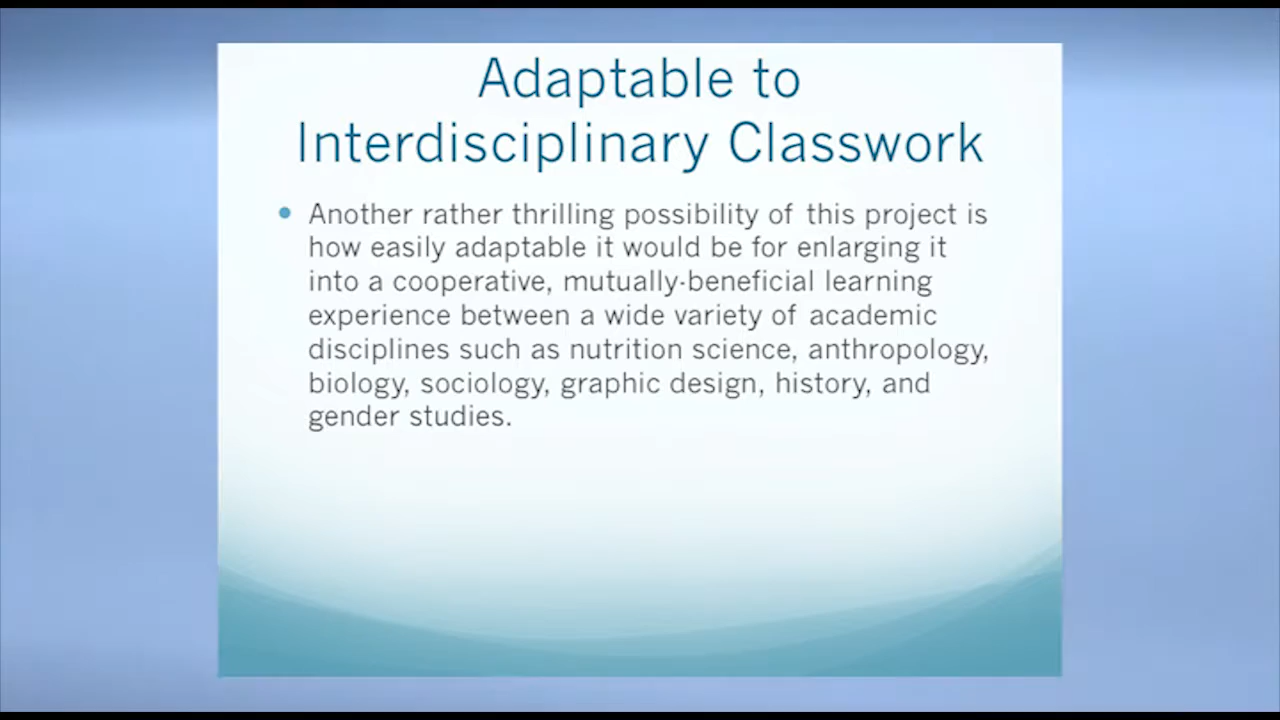 Adaptable to
Interdisciplinary Classwork
Another rather thrilling possibility of this project is
how easily adaptable it would be for enlarging it
into a cooperative, mutually-beneficial learning
experience between a wide variety of academic
disciplines such as nutrition science, anthropology,
biology, sociology, graphic design, history, and
gender studies.